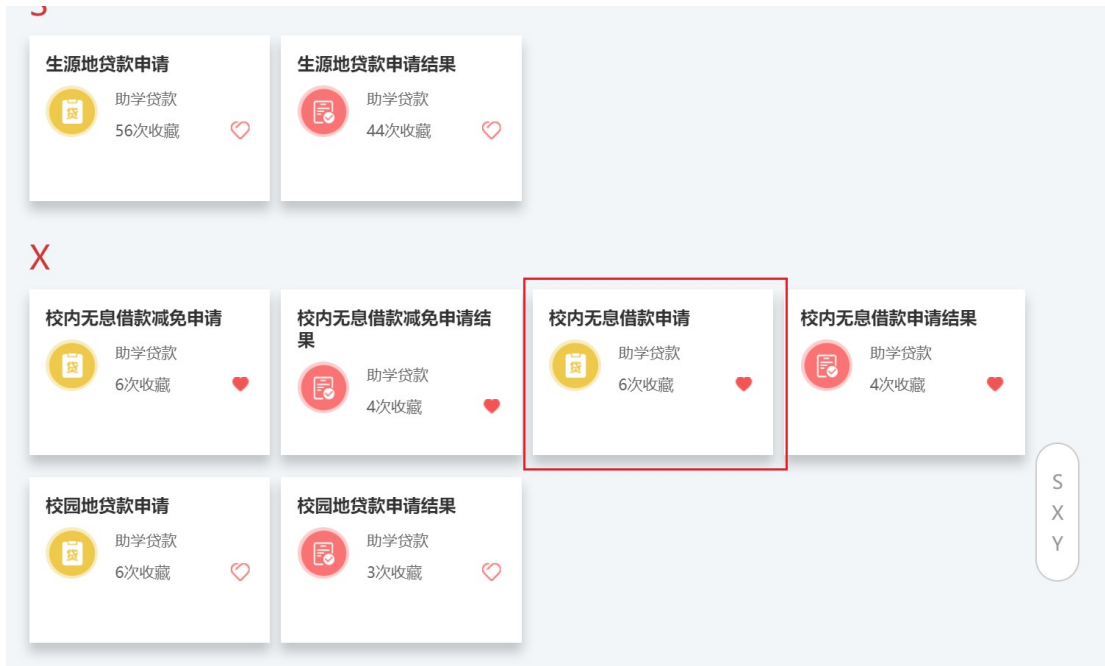 S
生源地贷款申请
助学贷款
56次收藏
生源地贷款申请结果
助学贷款
44次收藏
X
校内无息借款减免申请
贷
助学贷款
6次收藏
校内无息借款减免申请结
果
助学贷款
4次收藏
校内无息借款申请
贷
助学贷款
6次收藏
校内无息借款申请结果
助学贷款
4次收藏
校园地贷款申请
贷
助学贷款
6次收藏
校园地贷款申请结果
助学贷款
3次收藏
S
X
Y